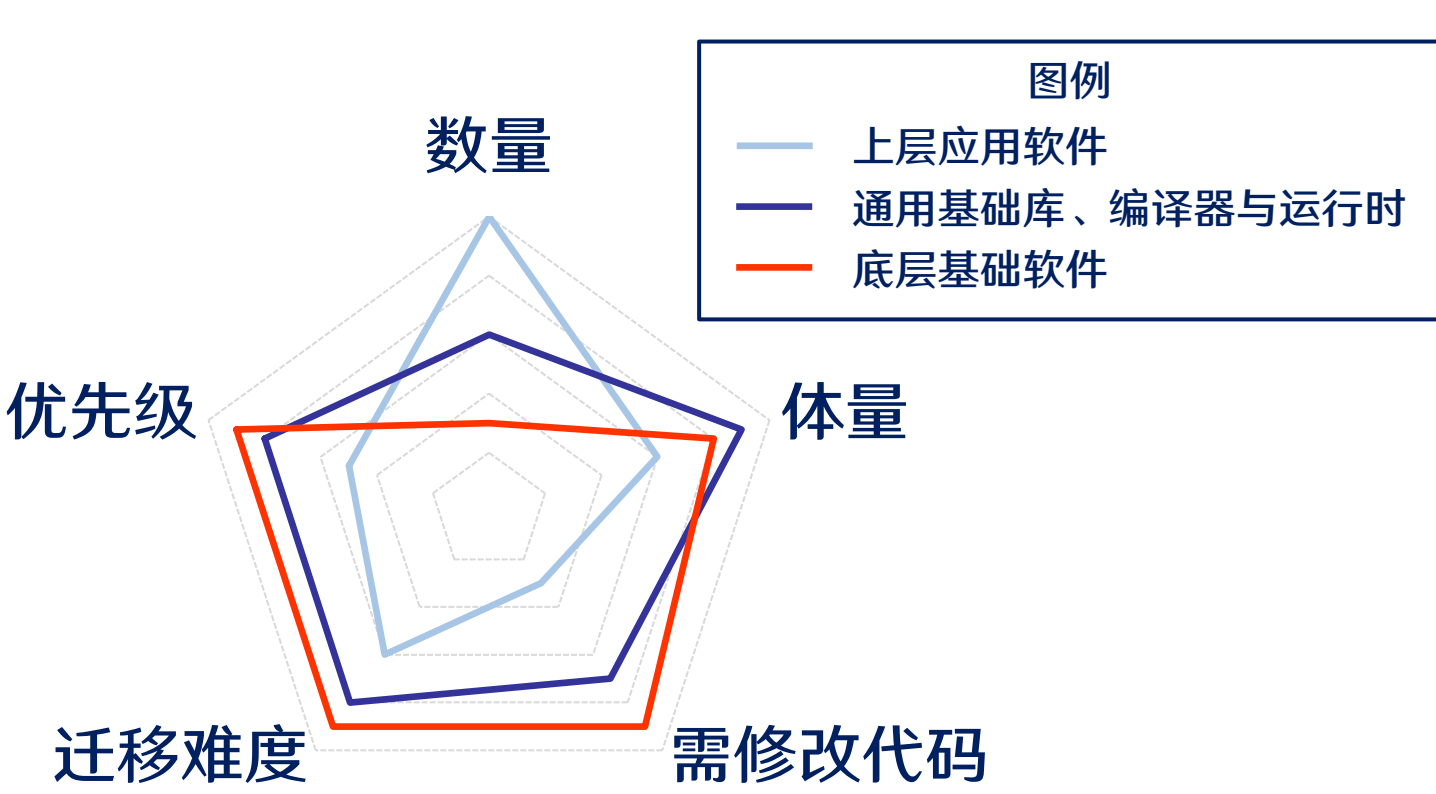 图例
上层应用软件
通用基础库、编译器与运行时
底层基础软件
数量
优先级
体量
迁移难度
需修改代码